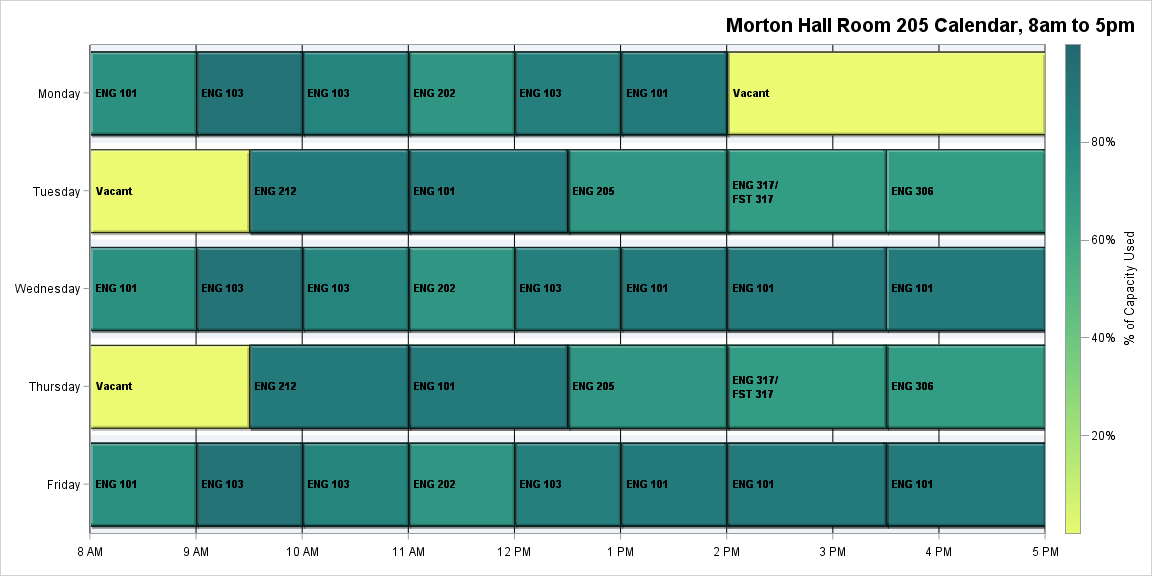 Morton Hall Room 205 Calendar, 8am to 5pm
Monday
ENG 101
ENG 103
ENG 103
ENG 202
ENG 103
ENG 101
Vacant
Tuesday
Vacant
ENG 212
ENG 101
ENG 205
ENG 317/
FST 317
ENG 306
Wednesday
ENG 101
ENG 103
ENG 103
ENG 202
ENG 103
ENG 101
ENG 101
ENG 101
Thursday
Vacant
ENG 212
ENG 101
ENG 205
ENG 317/
FST 317
ENG 306
Friday
ENG 101
ENG 103
ENG 103
ENG 202
ENG 103
ENG 101
ENG 101
ENG 101
8 AM
9 AM
10 AM
11 AM
12 PM
1 PM
2 PM
3 PM
4 PM
5 PM
80%
60%
40%
20%
% of Capacity Used